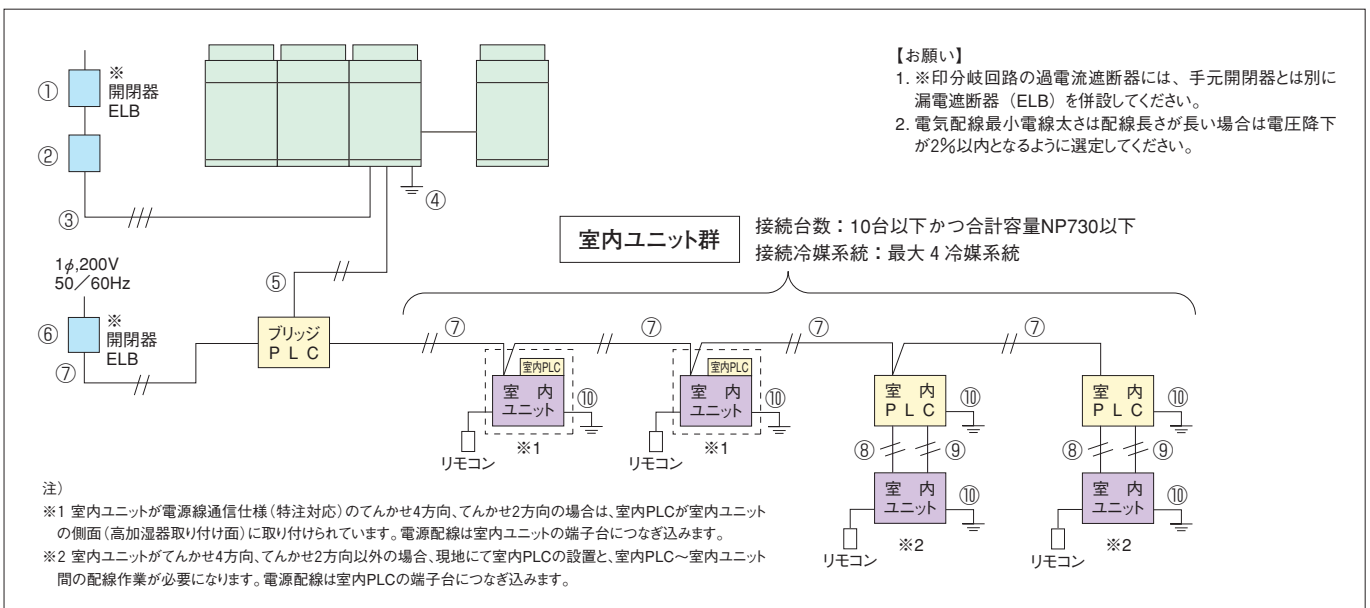 ①
※
開閉器
ELB
②
③
④
【お願い】
1. ※印分岐回路の過電流遮断器には、手元開閉器とは別に
漏電遮断器（ELB）を併設してください。
2. 電気配線最小電線太さは配線長さが長い場合は電圧降下
が2％以内となるように選定してください。
室内ユニット群
接続台数：10台以下かつ合計容量NP730以下
接続冷媒系統：最大４冷媒系統
1φ,200V
50／60Hz
⑤
⑥
※
開閉器
ELB
⑦
ブリッジ
ＰＬＣ
⑦
⑦
⑦
⑦
室内PLC
室内
ユニット
⑩
リモコン
※1
室内PLC
室内
ユニット
⑩
リモコン
※1
室内
ＰＬＣ
⑩
⑧
⑨
室内
ユニット
⑩
リモコン
※2
室内
ＰＬＣ
⑩
⑧
⑨
室内
ユニット
⑩
リモコン
※2
注）
※1 室内ユニットが電源線通信仕様（特注対応）のてんかせ4方向、てんかせ2方向の場合は、室内PLCが室内ユニット
の側面（高加湿器取り付け面）に取り付けられています。電源配線は室内ユニットの端子台につなぎ込みます。
※2 室内ユニットがてんかせ4方向、てんかせ2方向以外の場合、現地にて室内PLCの設置と、室内PLC〜室内ユニット
間の配線作業が必要になります。電源配線は室内PLCの端子台につなぎ込みます。